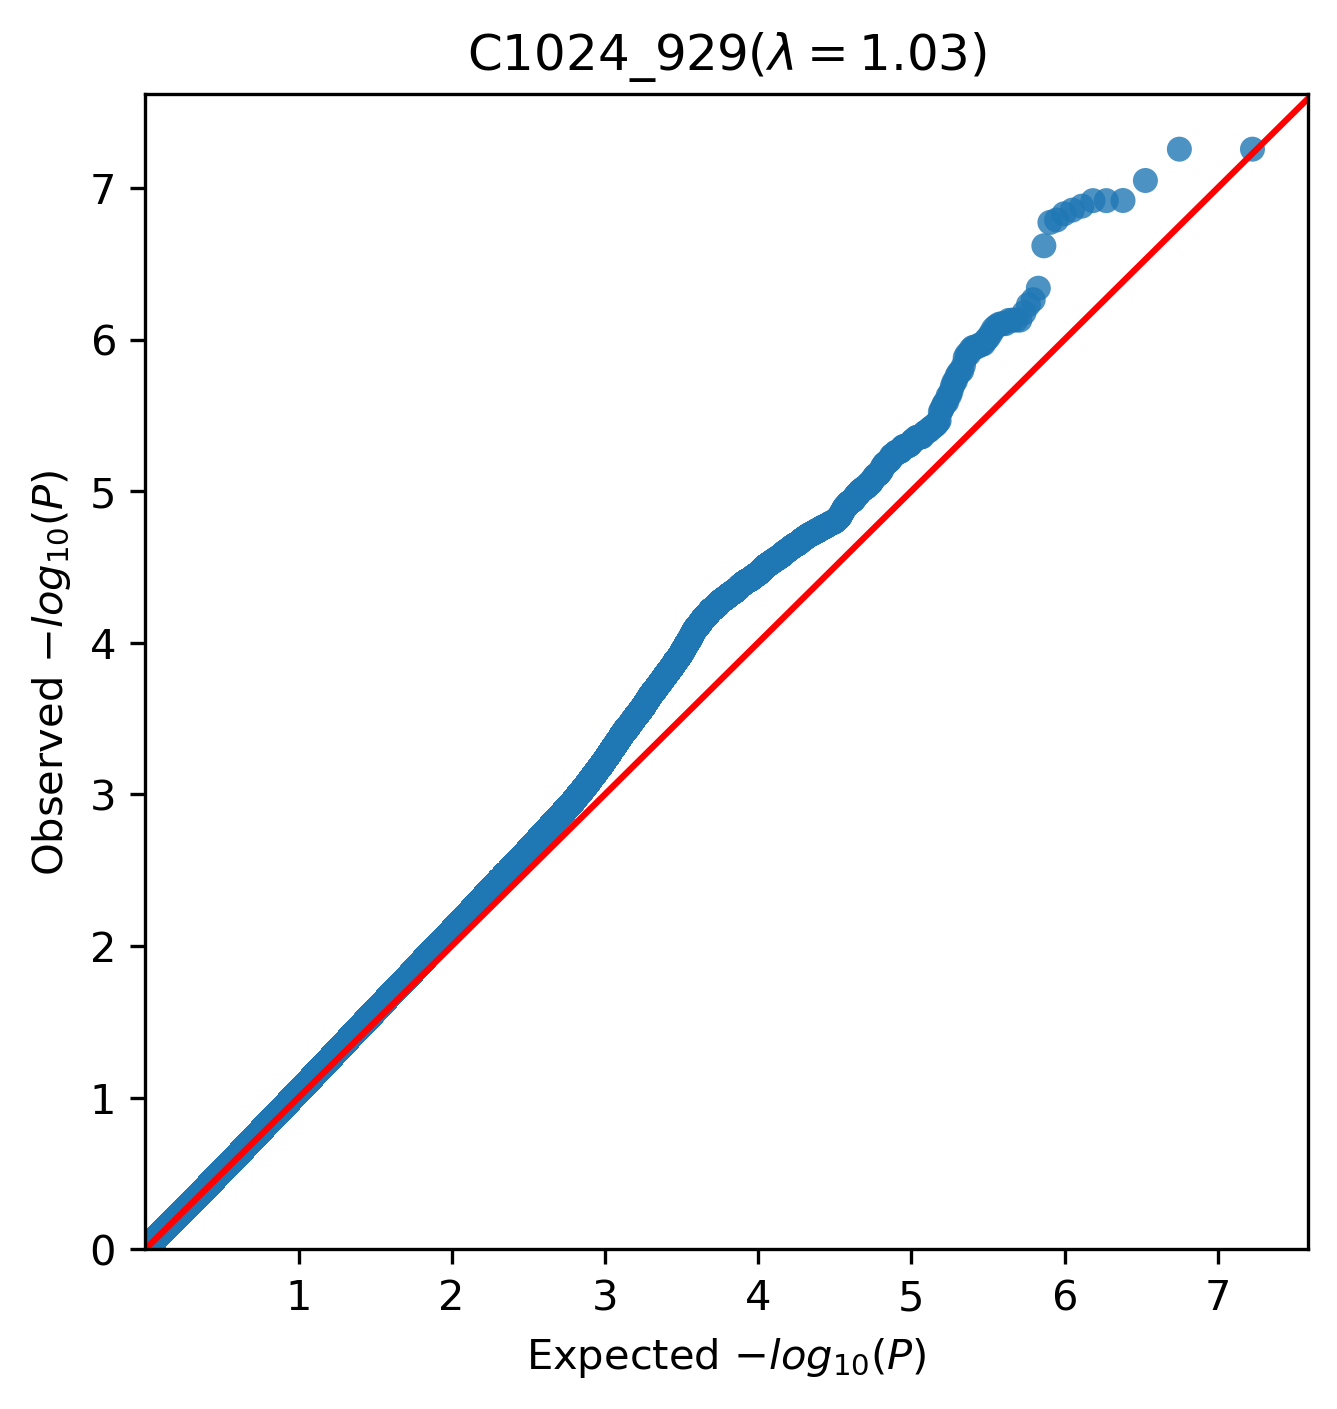 C1024_929(λ = 1.03)
Observed −log₁₀(P)
7
6
5
4
3
2
1
0
1 2 3 4 5 6 7
Expected −log₁₀(P)